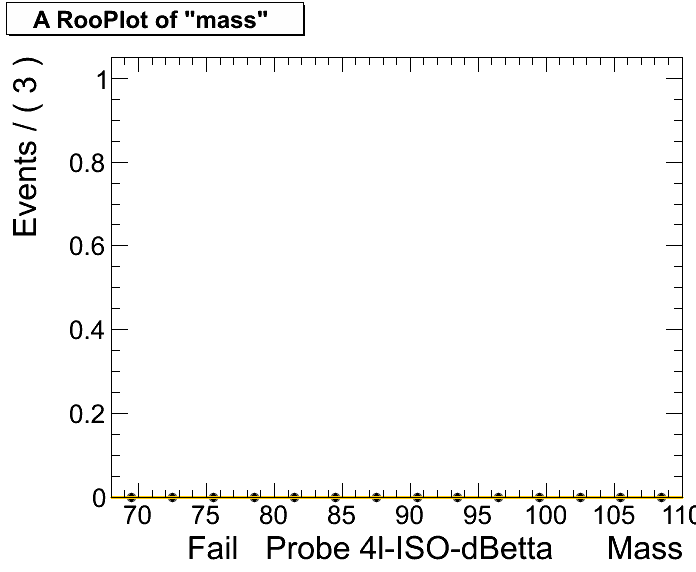 A RooPlot of "mass"
Events / ( 3 )
1
0.8
0.6
0.4
0.2
0
70 75 80 85 90 95 100 105 110
Fail Probe 4l-ISO-dBetta Mass